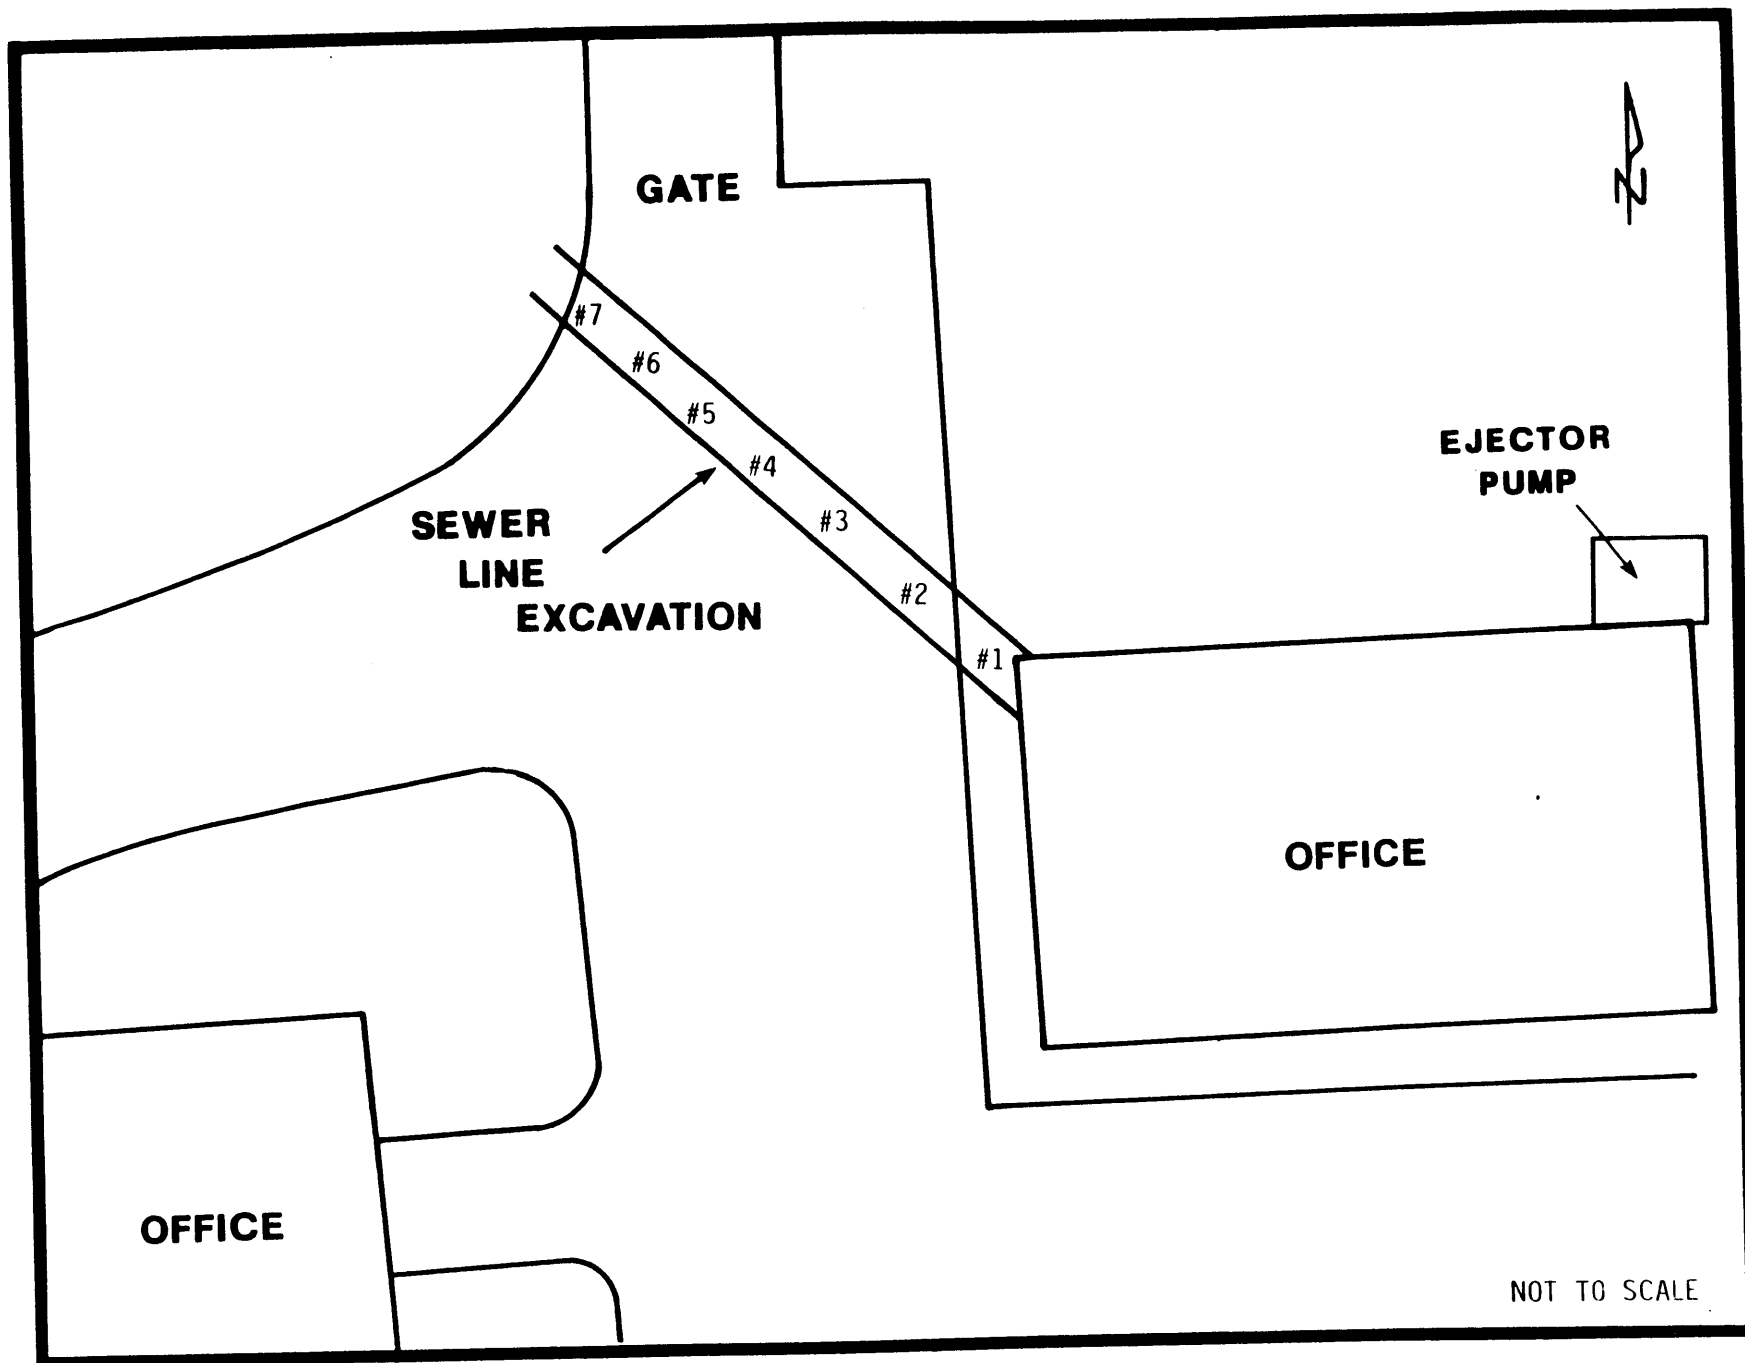 GATE
N
#7
#6
#5
#4
#3
#2
#1
SEWER
LINE
EXCAVATION
EJECTOR
PUMP
OFFICE
OFFICE
NOT TO SCALE